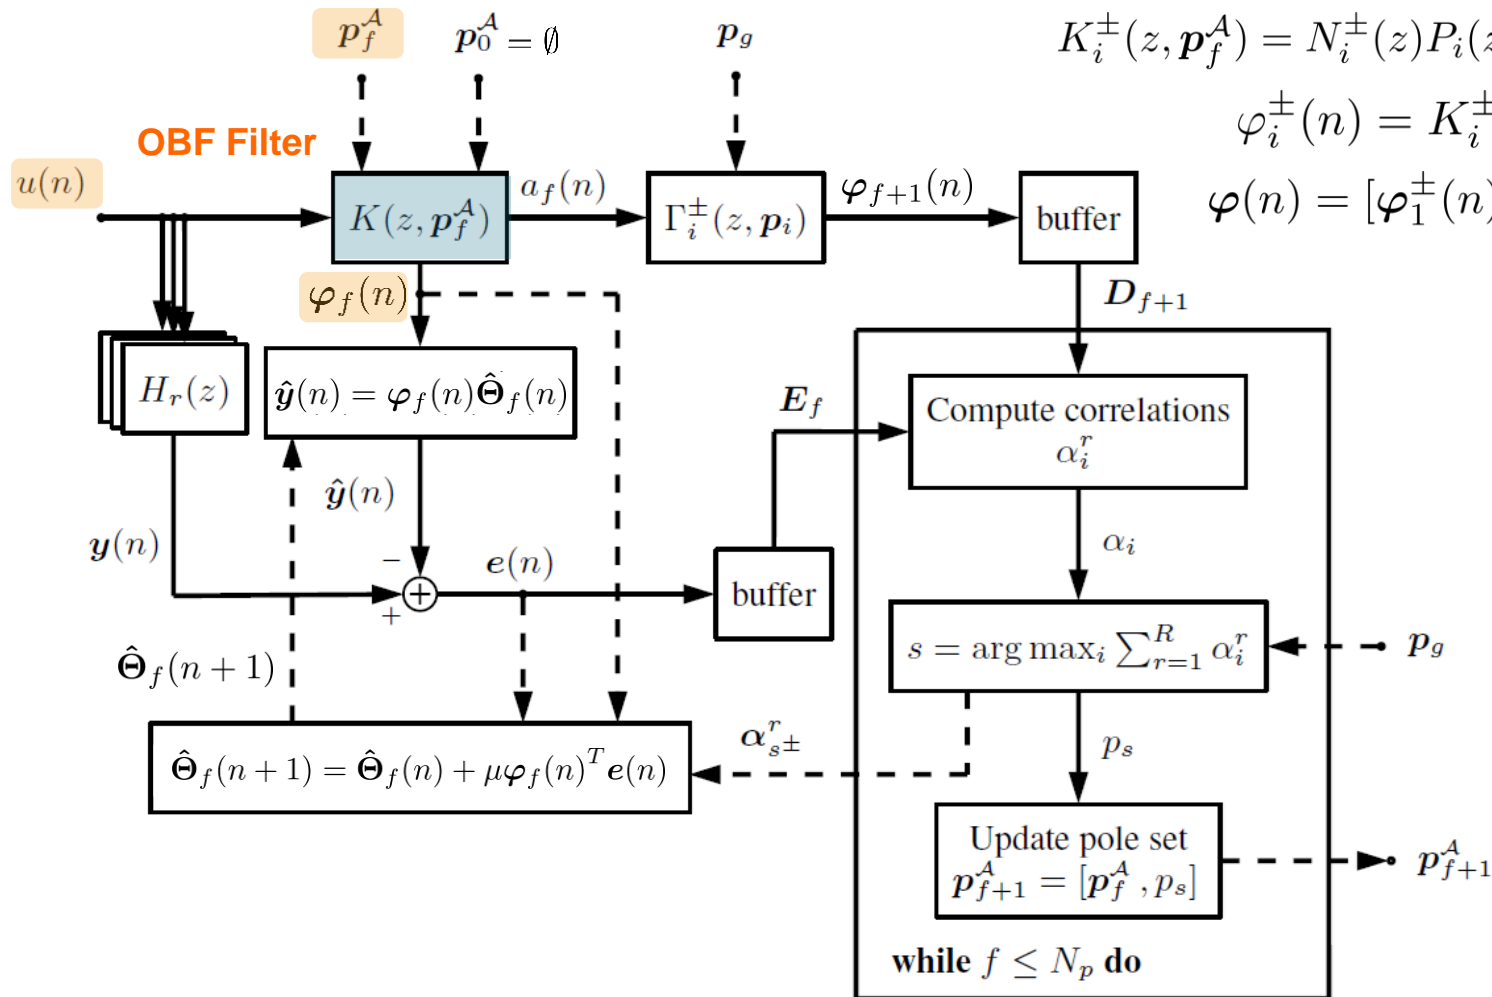 𝒑_f^𝒜
𝒑_0^𝒜 = ∅
𝒑_g
K_i^±(z, 𝒑_f^𝒜) = N_i^±(z)P_i(z
φ_i^±(n) = K_i^±
𝝋(n) = [𝝋_1^±(n)
OBF Filter
u(n)
K(z, 𝒑_f^𝒜)
a_f(n)
Γ_i^±(z, 𝒑_i)
𝝋_{f+1}(n)
buffer
𝝋_f(n)
𝑫_{f+1}
H_r(z)
ŷ(n) = 𝝋_f(n)Θ̂_f(n)
𝑬_f
Compute correlations
α_i^r
ŷ(n)
𝒚(n)
−
+
+
𝒆(n)
buffer
α_i
s = arg max_i ∑_{r=1}^R α_i^r
𝒑_g
Θ̂_f(n + 1)
Θ̂_f(n + 1) = Θ̂_f(n) + μ𝝋_f(n)^T 𝒆(n)
𝜶_{s±}^r
p_s
Update pole set
𝒑_{f+1}^𝒜 = [𝒑_f^𝒜 , p_s]
𝒑_{f+1}^𝒜
while f ≤ N_p do